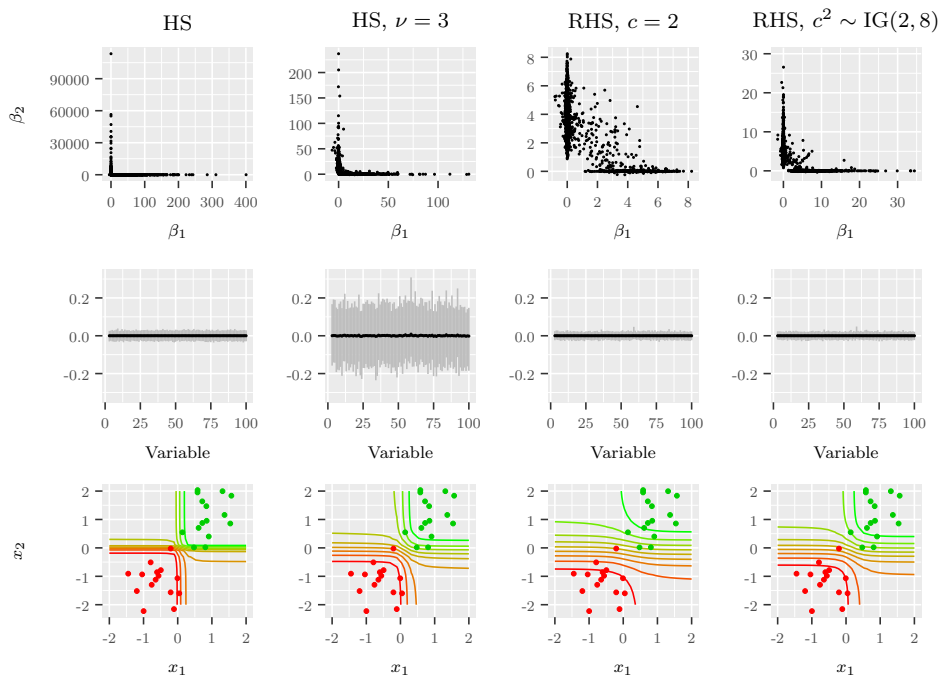 HS HS, ν = 3 RHS, c = 2 RHS, c² ∼ IG(2, 8)
90000 200 8 30
60000 150 6 20
30000 100 4 10
0 50 2 0
0 0
β₂
0 100 200 300 400 0 50 100 0 2 4 6 8 0 10 20 30
β₁ β₁ β₁ β₁
0.2 0.2 0.2 0.2
0.0 0.0 0.0 0.0
-0.2 -0.2 -0.2 -0.2
0 25 50 75 100 0 25 50 75 100 0 25 50 75 100 0 25 50 75 100
Variable Variable Variable Variable
2 2 2 2
1 1 1 1
0 0 0 0
-1 -1 -1 -1
-2 -2 -2 -2
x₂
-2 -1 0 1 2 -2 -1 0 1 2 -2 -1 0 1 2 -2 -1 0 1 2
x₁ x₁ x₁ x₁